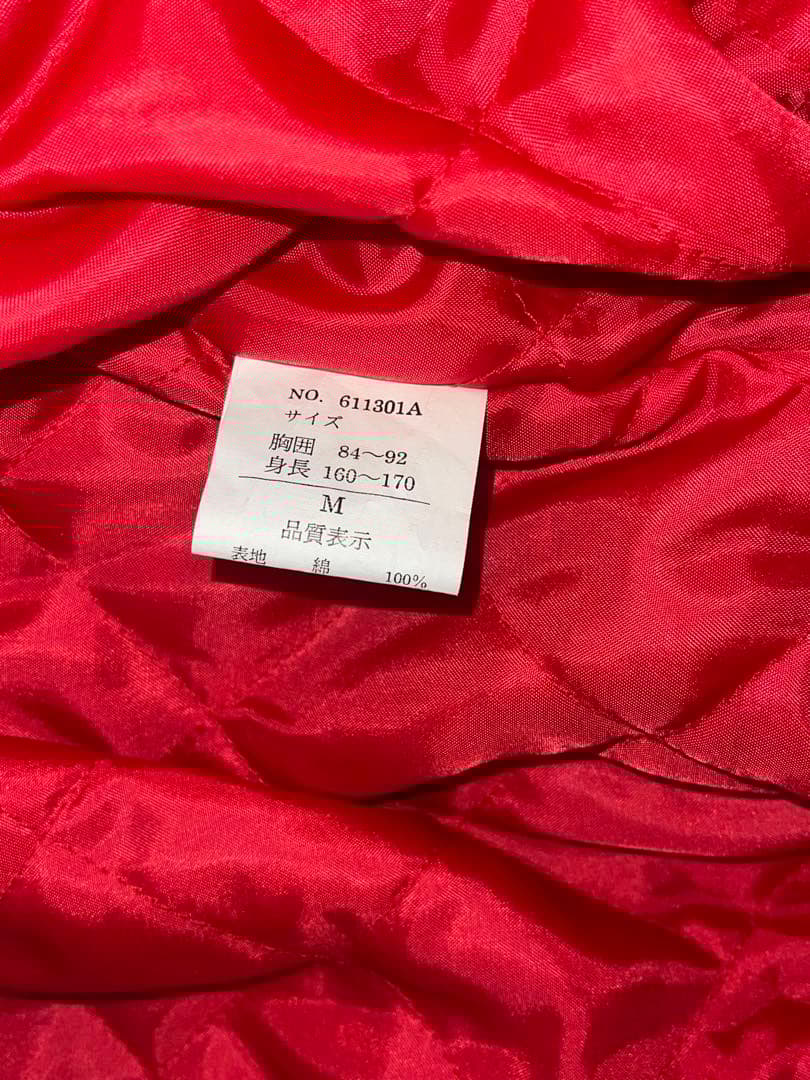 NO. 611301A
サイズ
胸囲 84～92
身長 160～170
M
品質表示
表地 綿 100%